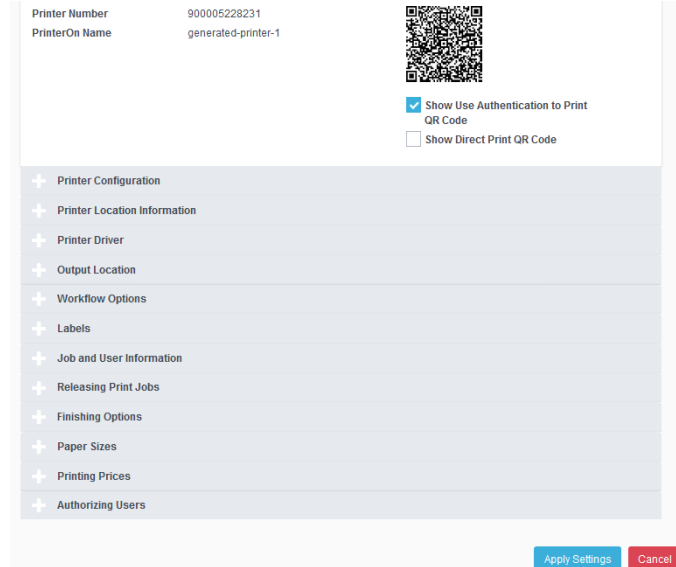 Printer Number 900005228231
PrinterOn Name generated-printer-1
Show Use Authentication to Print
QR Code
Show Direct Print QR Code
Printer Configuration
Printer Location Information
Printer Driver
Output Location
Workflow Options
Labels
Job and User Information
Releasing Print Jobs
Finishing Options
Paper Sizes
Printing Prices
Authorizing Users
Apply Settings Cancel